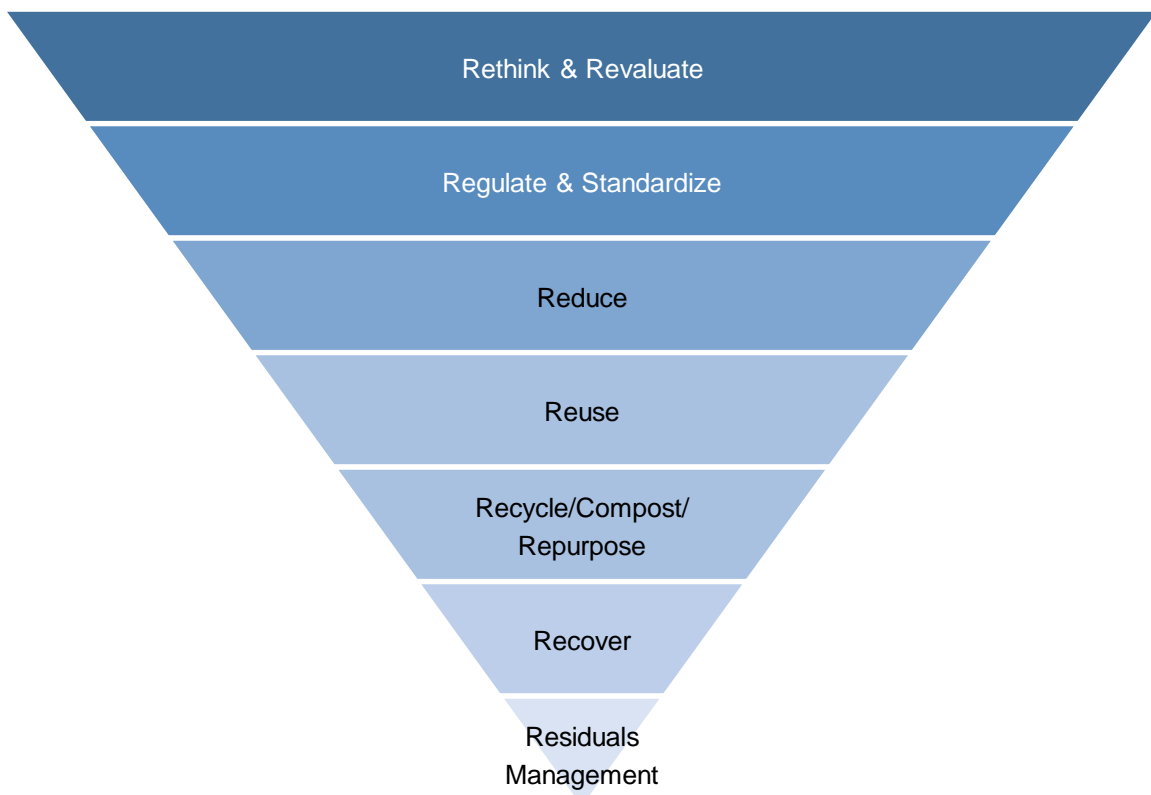 Rethink & Revaluate
Regulate & Standardize
Reduce
Reuse
Recycle/Compost/
Repurpose
Recover
Residuals
Management